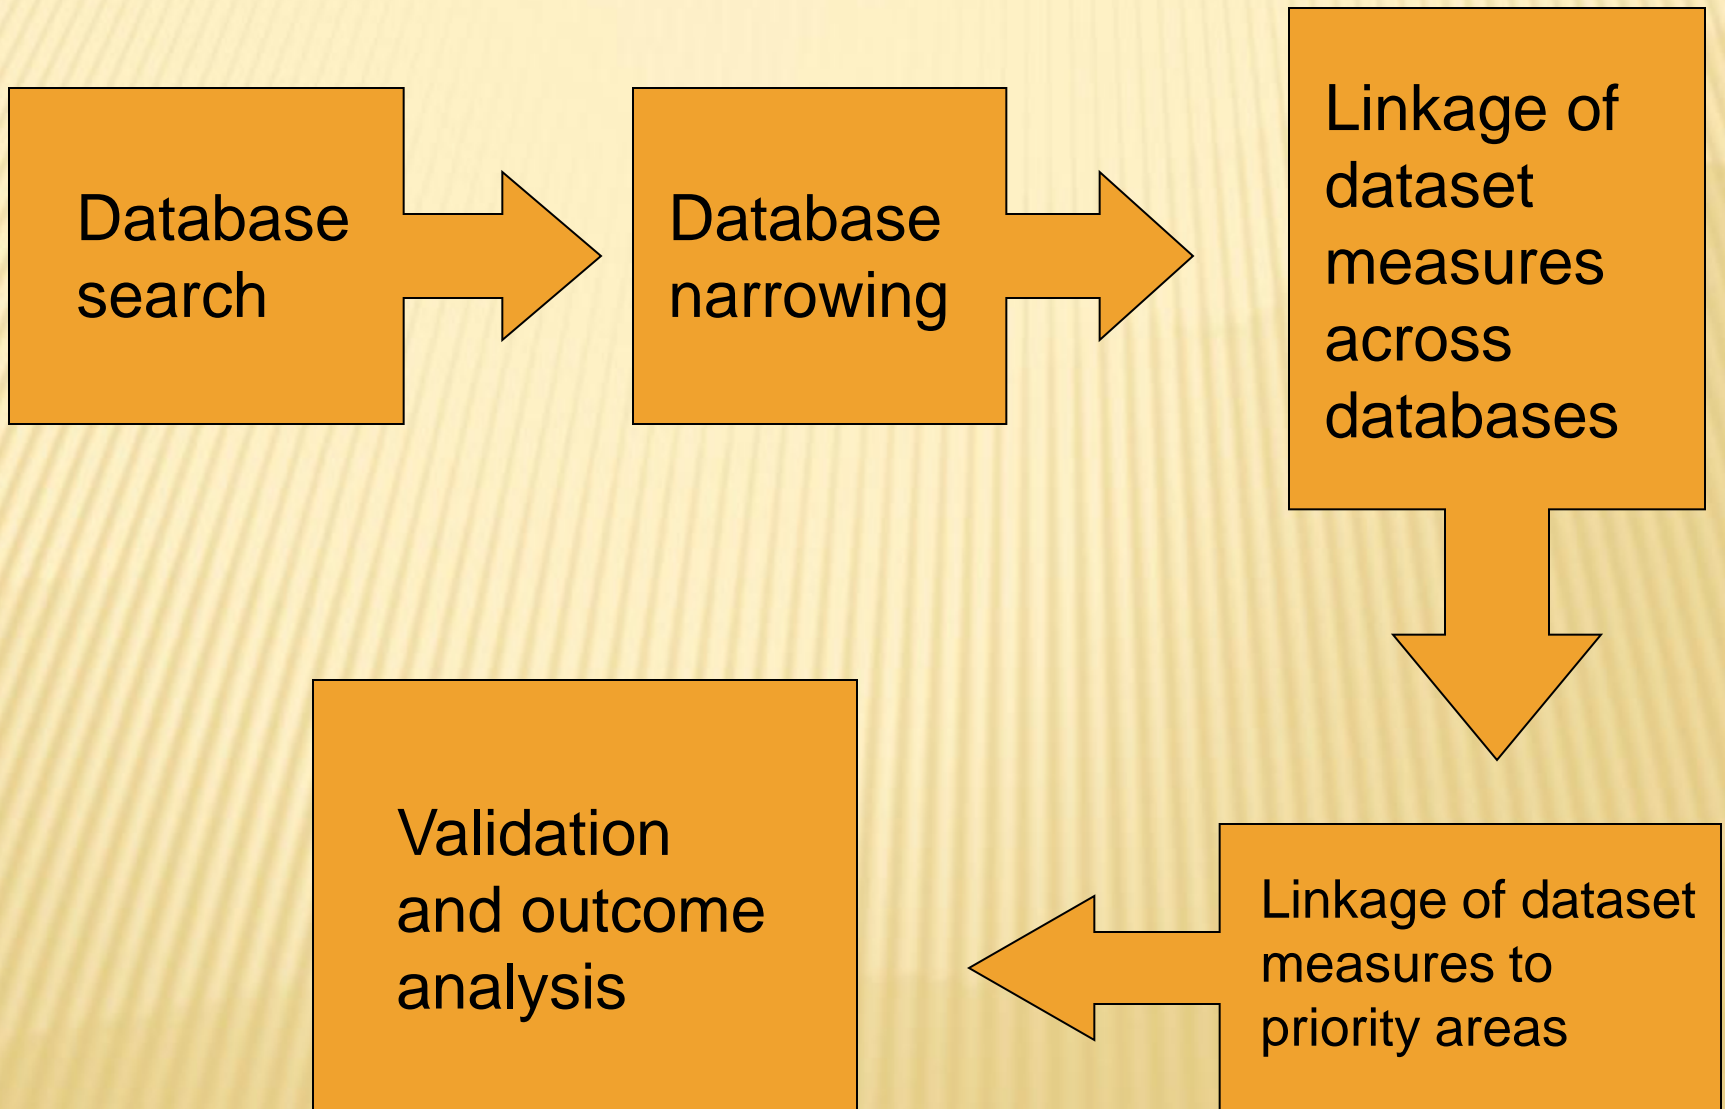 Database
search
Database
narrowing
Linkage of
dataset
measures
across
databases
Linkage of dataset
measures to
priority areas
Validation
and outcome
analysis